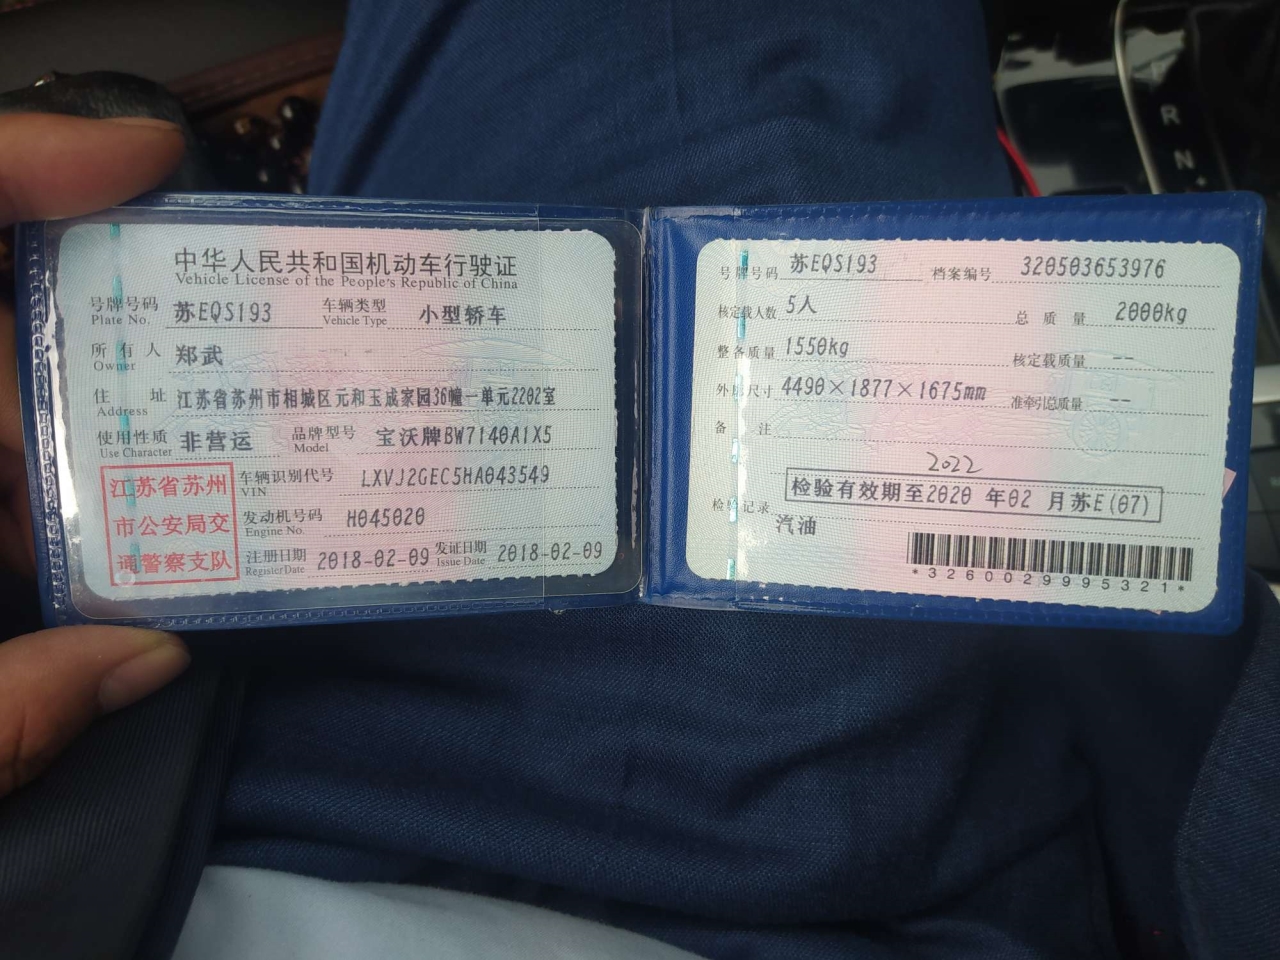 中华人民共和国机动车行驶证
Vehicle License of the People's Republic of China
号牌号码 苏EQS193 车辆类型 小型轿车
Plate No. Vehicle Type
所有人 郑武
Owner
住址 江苏省苏州市相城区元和玉成家园36幢一单元2202室
Address
使用性质 非营运 品牌型号 宝沃牌BW7140A1X5
Use Character Model
江苏省苏州
市公安局交
通警察支队
车辆识别代号 LXVJ2GEC5HA043549
VIN
发动机号码 H045020
Engine No.
注册日期 2018-02-09 发证日期 2018-02-09
Register Date Issue Date
号牌号码 苏EQS193 档案编号 320503653976
核定载人数 5人 总质量 2000kg
整备质量 1550kg 核定载质量 --
外廓尺寸 4490×1877×1675mm 准牵引总质量 --
备注
2022
检验有效期至2020 年02 月苏E(07)
检验记录
汽油
*3260029995321*
R
N